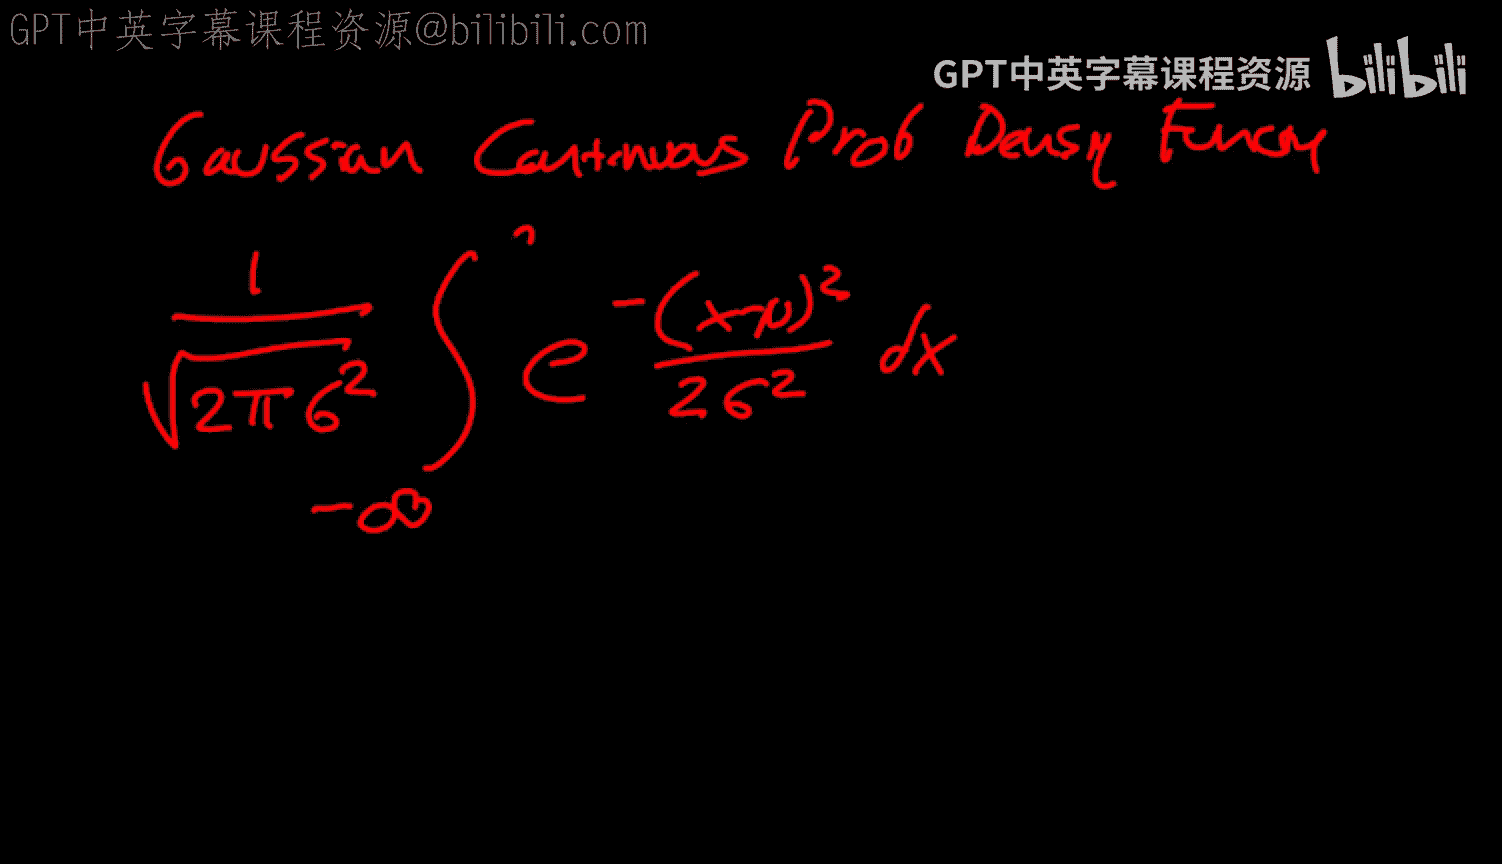 GPT中英字幕课程资源@bilibili.com
GPT中英字幕课程资源 bilibili
Gaussian Continuous Prob Density Function
1/√(2πσ²) ∫_{-∞} e^{-(x-μ)²/2σ²} dx